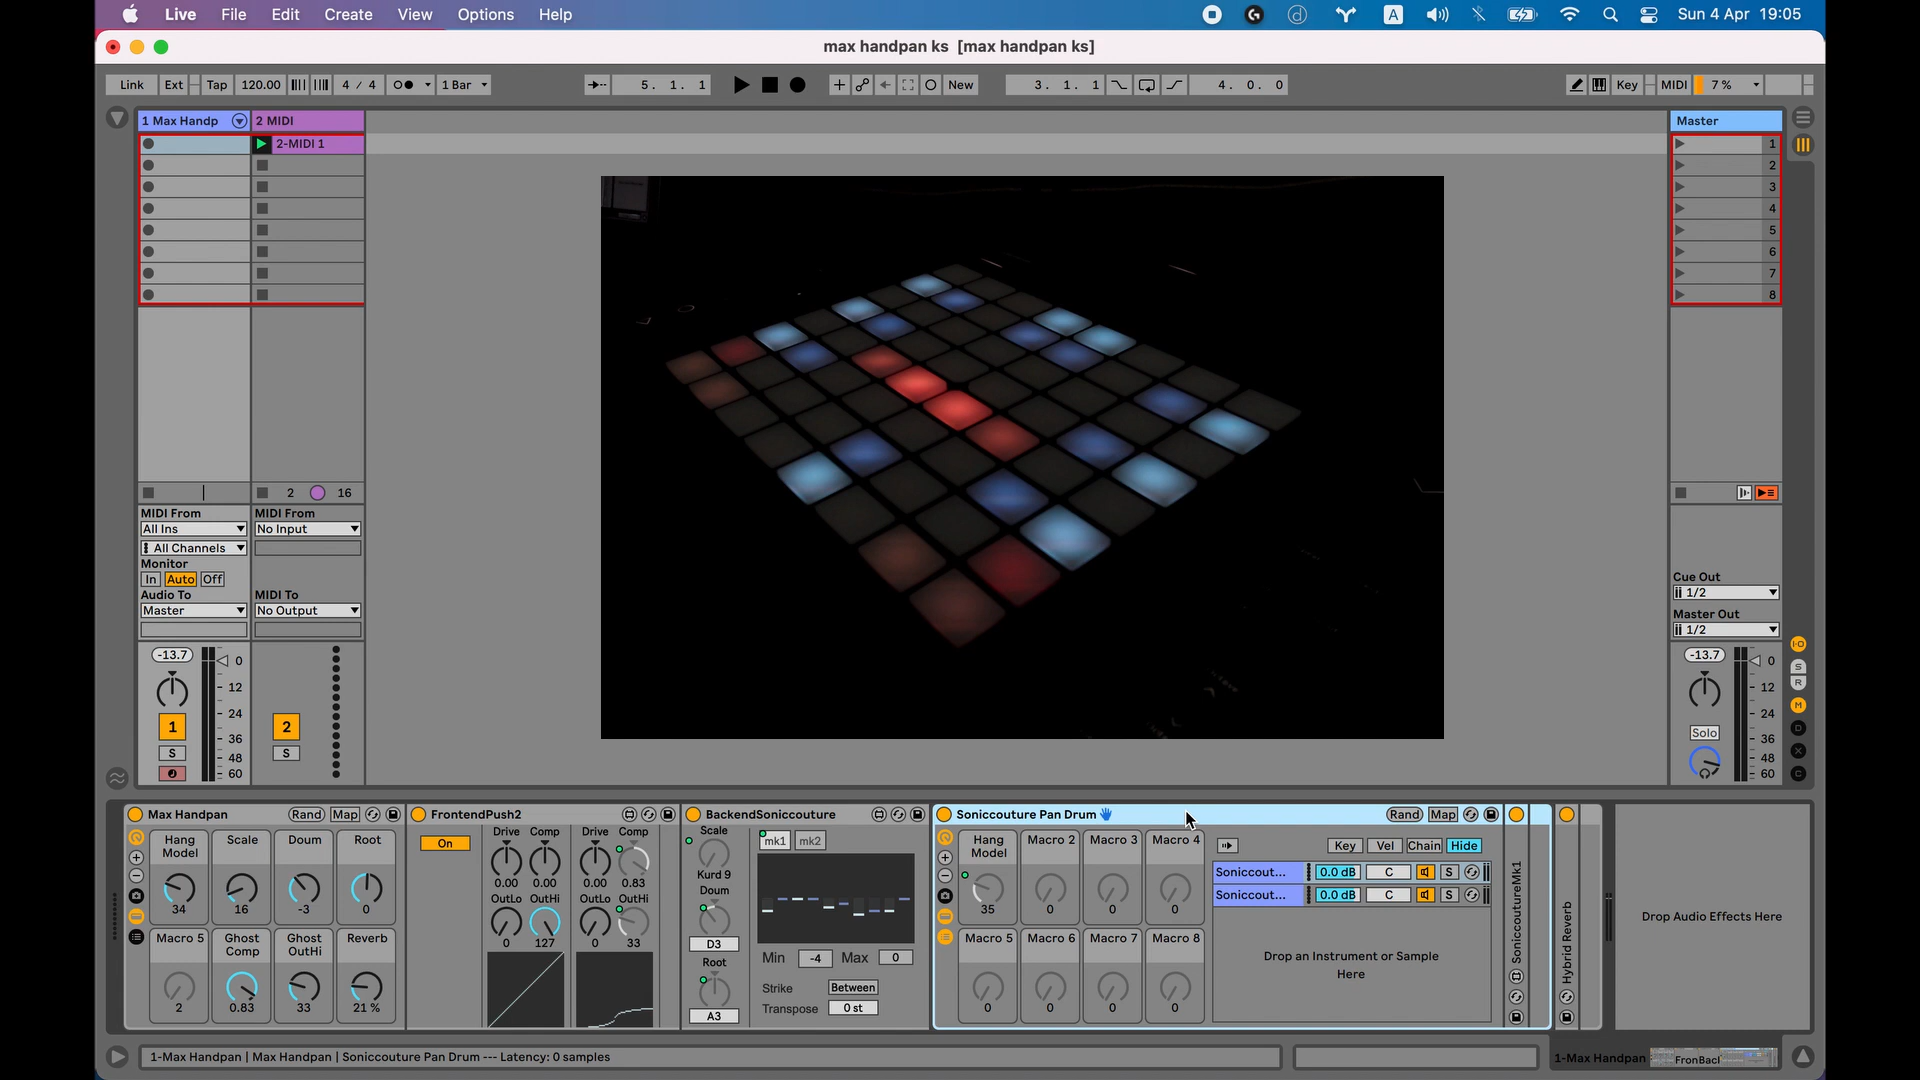 Live File Edit Create View Options Help
A Sun 4 Apr 19:05
max handpan ks [max handpan ks]
Link Ext Tap 120.00 4 / 4 1 Bar 5. 1. 1 New 3. 1. 1 4. 0. 0 Key MIDI 7 %
1 Max Handp 2 MIDI Master
2-MIDI 1 1
2
3
4
5
6
7
8
2 16
MIDI From MIDI From
All Ins No Input
All Channels
Monitor
In Auto Off
Cue Out
Audio To MIDI To 1/2
Master No Output
Master Out
1/2
-13.7 0 -13.7 0
12 12
24 24
1 2
36 Solo 36
S S 48 48
60 60
I-O
S
R
M
D
X
C
Max Handpan Rand Map
Hang Model Scale Doum Root
34 16 -3 0
Macro 5 Ghost Comp Ghost OutHi Reverb
2 0.83 33 21 %
FrontendPush2
On
Drive Comp Drive Comp
0.00 0.00 0.00 0.83
OutLo OutHi OutLo OutHi
0 127 0 33
BackendSoniccouture
Scale mk1 mk2
Kurd 9
Doum
D3
Root Min -4 Max 0
Strike Between
A3 Transpose 0 st
Soniccouture Pan Drum Rand Map
Hang Model Macro 2 Macro 3 Macro 4
35 0 0 0
Macro 5 Macro 6 Macro 7 Macro 8
0 0 0 0
Key Vel Chain Hide
Soniccout... 0.0 dB C S
Soniccout... 0.0 dB C S
Drop an Instrument or Sample
Here
SoniccoutureMk1
Hybrid Reverb
Drop Audio Effects Here
1-Max Handpan | Max Handpan | Soniccouture Pan Drum --- Latency: 0 samples
1-Max Handpan FronBacl